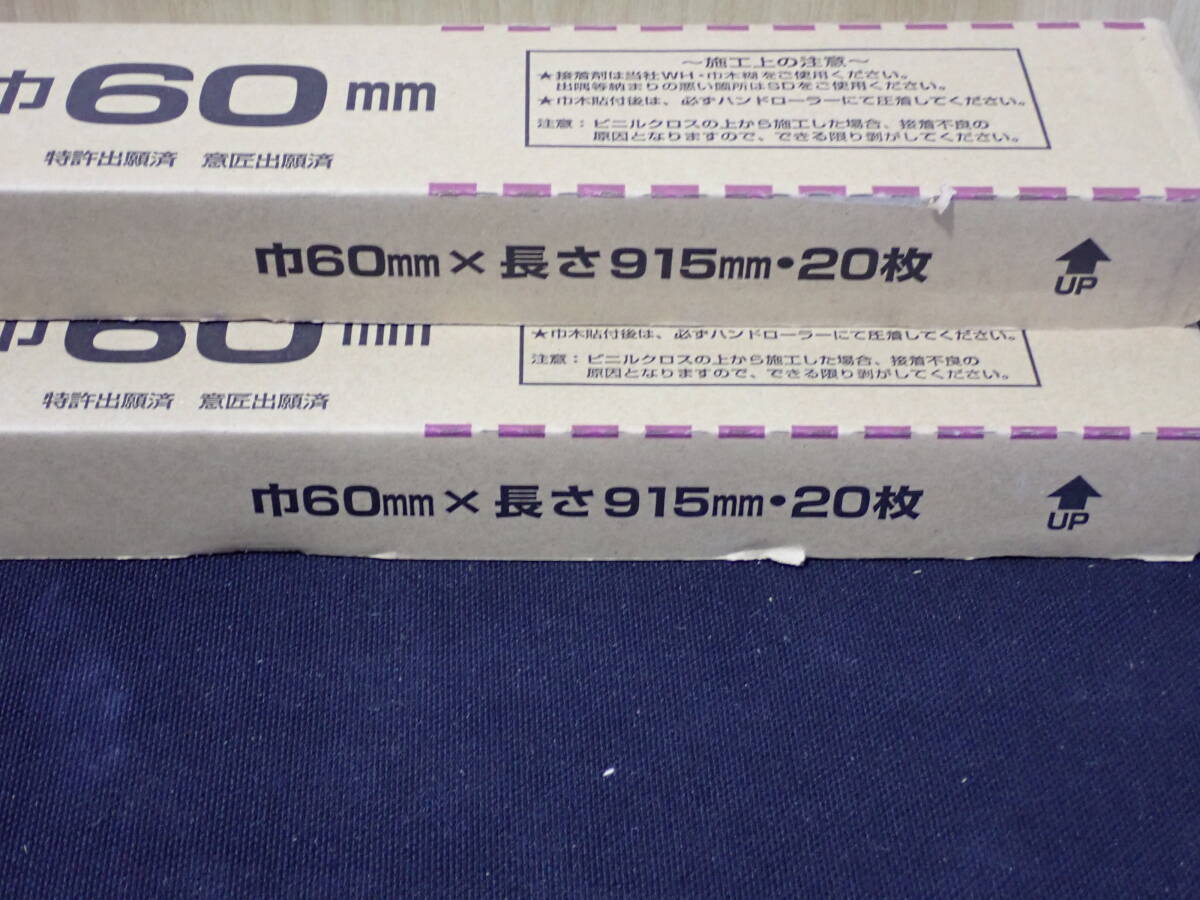 巾60mm
特許出願済 意匠出願済
～施工上の注意～
★接着剤は当社WH・巾木糊をご使用ください。
出隅等納まりの悪い箇所はSDをご使用ください。
★巾木貼付後は、必ずハンドローラーにて圧着してください。
注意：ビニルクロスの上から施工した場合、接着不良の
原因となりますので、できる限り剥がしてください。
巾60mm×長さ915mm・20枚
UP
巾60mm
特許出願済 意匠出願済
★巾木貼付後は、必ずハンドローラーにて圧着してください。
注意：ビニルクロスの上から施工した場合、接着不良の
原因となりますので、できる限り剥がしてください。
巾60mm×長さ915mm・20枚
UP